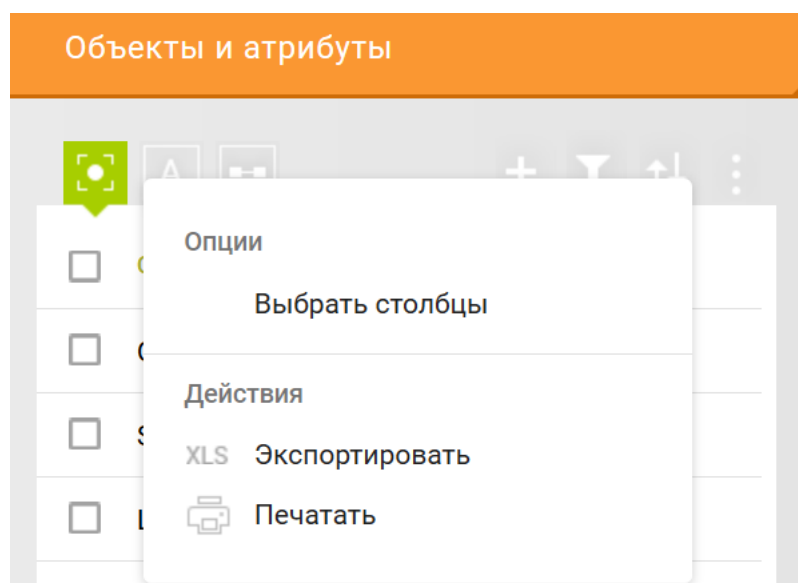 Объекты и атрибуты
A
Опции
Выбрать столбцы
Действия
XLS Экспортировать
Печатать